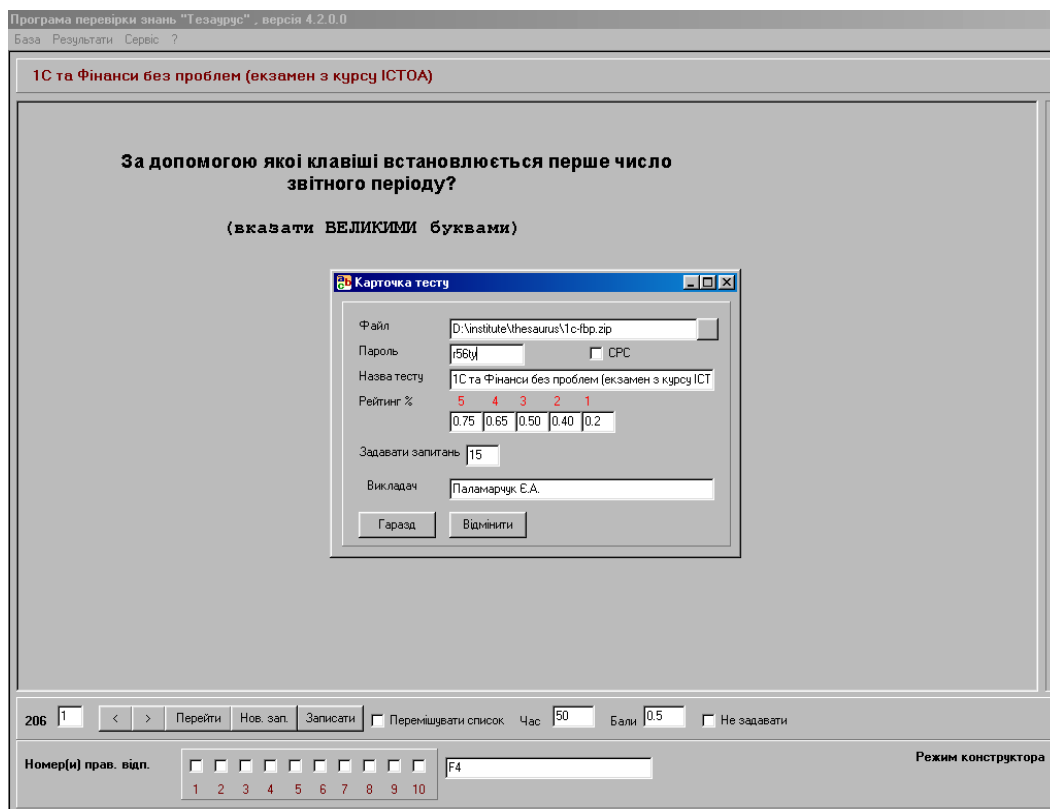 Програма перевірки знань "Тезаурус" , версія 4.2.0.0
База Результати Сервіс ?
1С та Фінанси без проблем (екзамен з курсу ІСТОА)
За допомогою якої клавіші встановлюється перше число
звітного періоду?
(вказати ВЕЛИКИМИ буквами)
Карточка тесту
Файл D:\institute\thesaurus\1c-fbp.zip
Пароль r56ty СРС
Назва тесту 1С та Фінанси без проблем (екзамен з курсу ІСТ
Рейтинг % 5 4 3 2 1
0.75 0.65 0.50 0.40 0.2
Задавати запитань 15
Викладач Паламарчук Є.А.
Гаразд Відмінити
206 1 < > Перейти Нов. зап. Записати Перемішувати список Час 50 Бали 0.5 Не задавати
Номер(и) прав. відп. F4 Режим конструктора
1 2 3 4 5 6 7 8 9 10